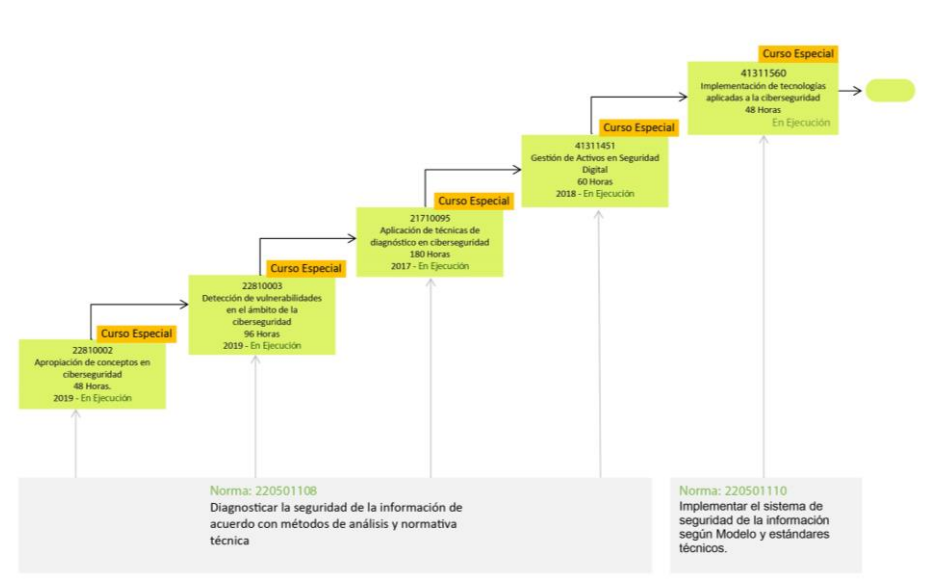 Curso Especial
41311560
Implementación de tecnologías
aplicadas a la ciberseguridad
48 Horas
En Ejecución
Curso Especial
41311451
Gestión de Activos en Seguridad
Digital
60 Horas
2018 - En Ejecución
Curso Especial
21710095
Aplicación de técnicas de
diagnóstico en ciberseguridad
180 Horas
2017 - En Ejecución
Curso Especial
22810003
Detección de vulnerabilidades
en el ámbito de la
ciberseguridad
96 Horas
2019 - En Ejecución
Curso Especial
22810002
Apropiación de conceptos en
ciberseguridad
48 Horas.
2019 - En Ejecución
Norma: 220501108
Diagnosticar la seguridad de la información de
acuerdo con métodos de análisis y normativa
técnica
Norma: 220501110
Implementar el sistema de
seguridad de la información
según Modelo y estándares
técnicos.